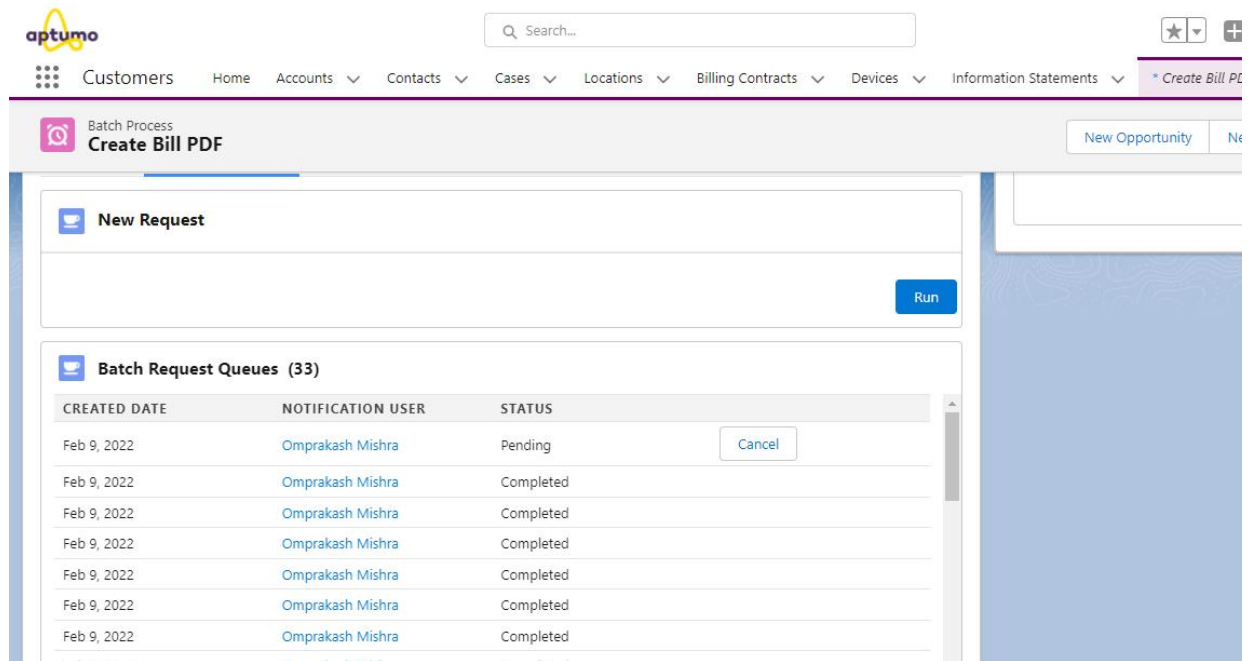 aptumo
Search...
Customers Home Accounts Contacts Cases Locations Billing Contracts Devices Information Statements * Create Bill PD
Batch Process
Create Bill PDF
New Opportunity Ne
New Request
Run
Batch Request Queues (33)
CREATED DATE NOTIFICATION USER STATUS
Feb 9, 2022 Omprakash Mishra Pending Cancel
Feb 9, 2022 Omprakash Mishra Completed
Feb 9, 2022 Omprakash Mishra Completed
Feb 9, 2022 Omprakash Mishra Completed
Feb 9, 2022 Omprakash Mishra Completed
Feb 9, 2022 Omprakash Mishra Completed
Feb 9, 2022 Omprakash Mishra Completed